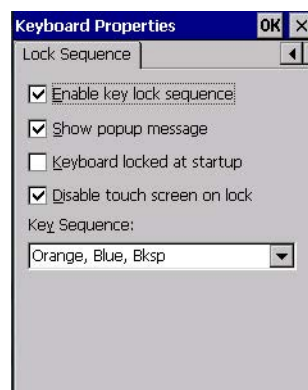 Keyboard Properties OK ×
Lock Sequence
Enable key lock sequence
Show popup message
Keyboard locked at startup
Disable touch screen on lock
Key Sequence:
Orange, Blue, Bksp